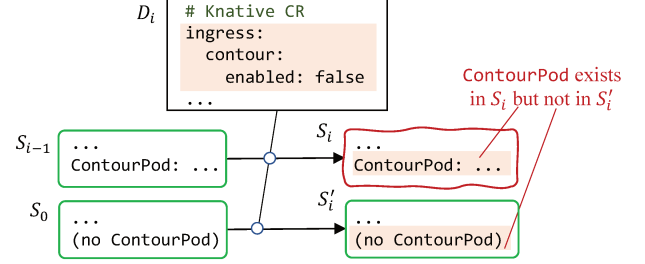 D_i
# Knative CR
ingress:
contour:
enabled: false
...
ContourPod exists
in S_i but not in S'_i
S_{i−1}
...
ContourPod: ...
S_i
...
ContourPod: ...
S_0
...
(no ContourPod)
S'_i
...
(no ContourPod)